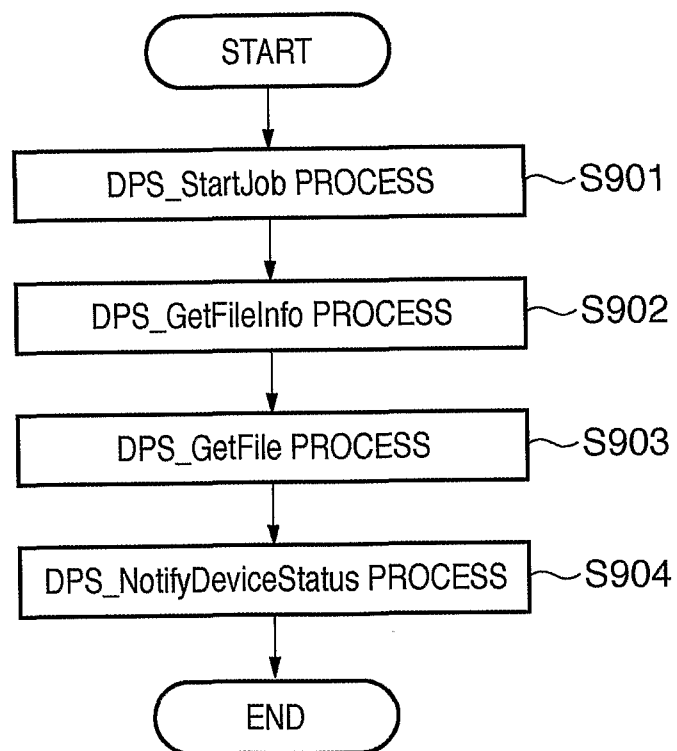 START
DPS_StartJob PROCESS
S901
DPS_GetFileInfo PROCESS
S902
DPS_GetFile PROCESS
S903
DPS_NotifyDeviceStatus PROCESS
S904
END